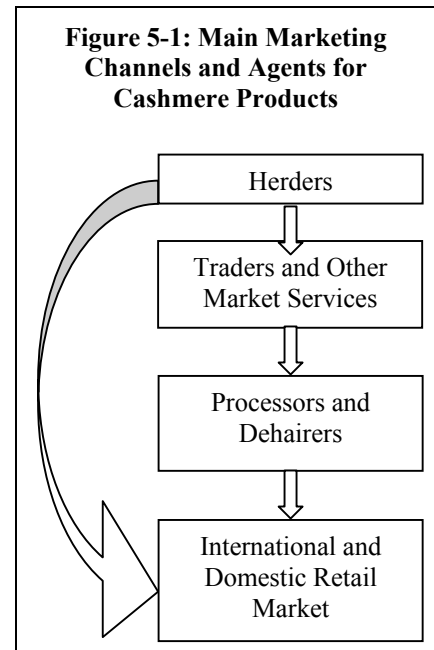 Figure 5-1: Main Marketing
Channels and Agents for
Cashmere Products
Herders
Traders and Other
Market Services
Processors and
Dehairers
International and
Domestic Retail
Market